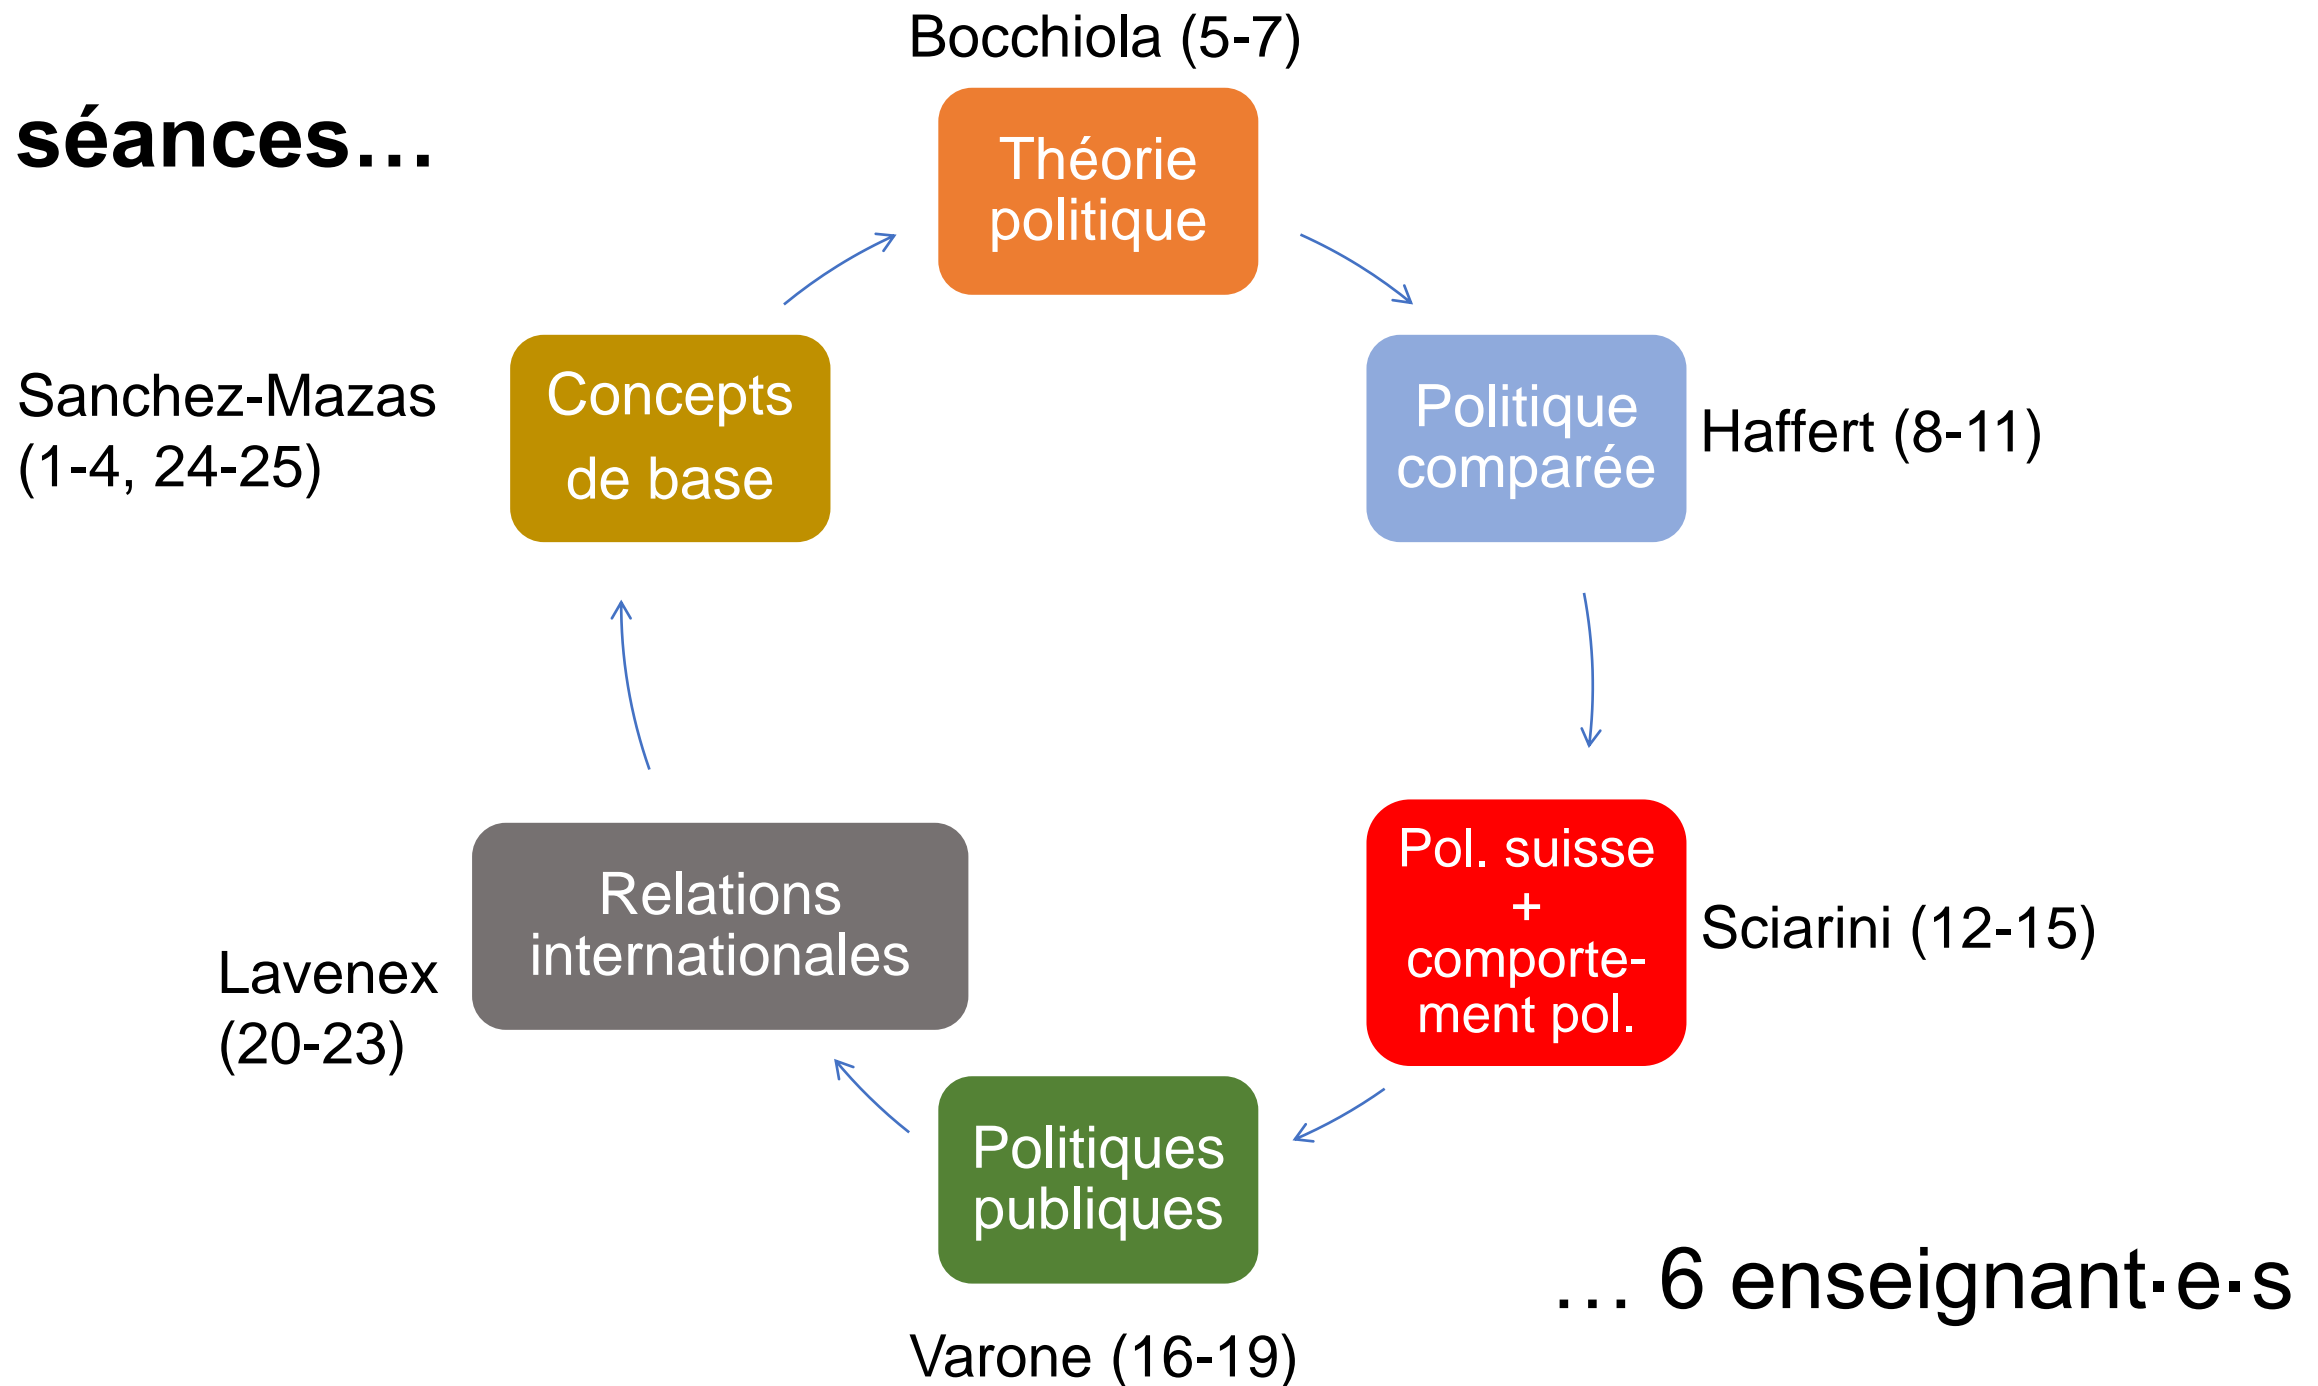 Bocchiola (5-7)
séances…
Théorie
politique
Concepts
de base
Sanchez-Mazas
(1-4, 24-25)
Politique
comparée
Haffert (8-11)
Pol. suisse
+
comporte-
ment pol.
Sciarini (12-15)
Relations
internationales
Lavenex
(20-23)
Politiques
publiques
Varone (16-19)
… 6 enseignant·e·s